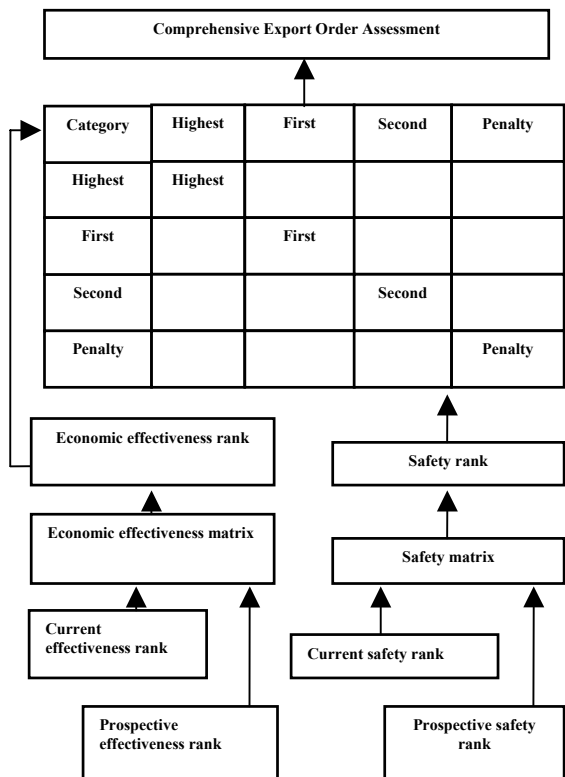 Comprehensive Export Order Assessment
Category Highest First Second Penalty
Highest Highest
First First
Second Second
Penalty Penalty
Economic effectiveness rank
Safety rank
Economic effectiveness matrix
Safety matrix
Current
effectiveness rank
Current safety rank
Prospective
effectiveness rank
Prospective safety
rank